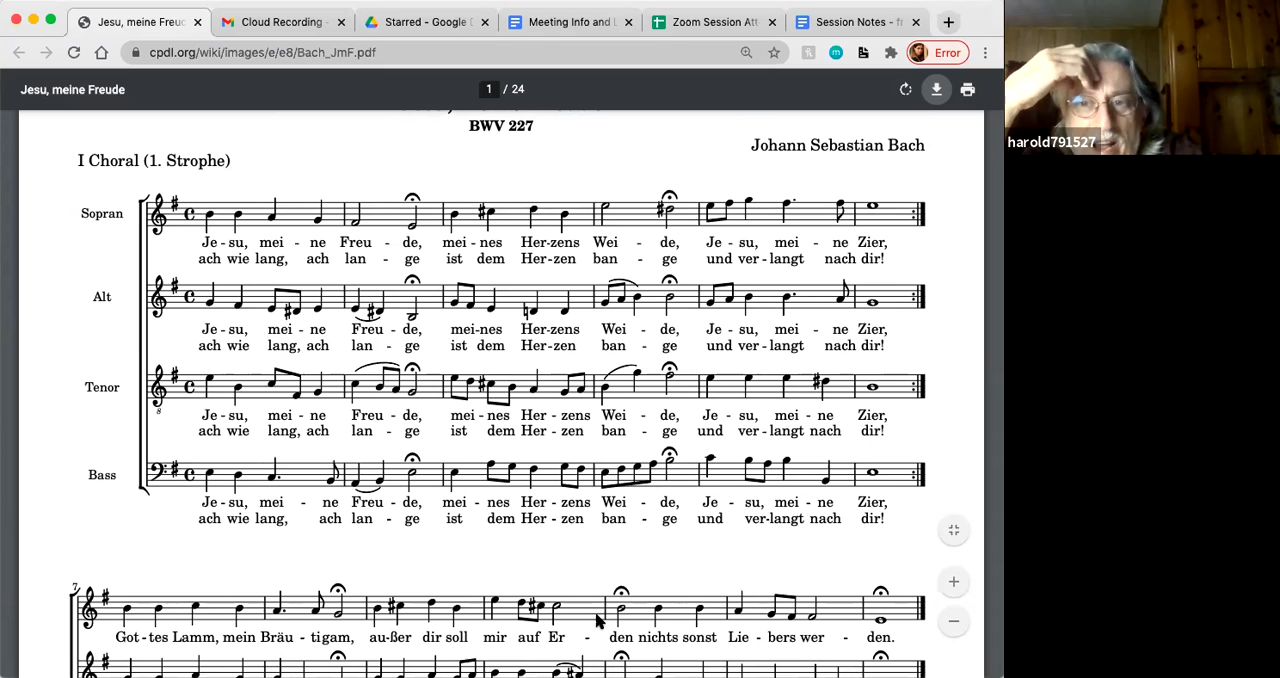 Jesu, meine Freud
Cloud Recording -
Starred - Google D
Meeting Info and L
Zoom Session Att
Session Notes - fr
cpdl.org/wiki/images/e/e8/Bach_JmF.pdf
Error
Jesu, meine Freude
1 / 24
BWV 227
Johann Sebastian Bach
I Choral (1. Strophe)
Sopran
Je - su, mei - ne Freu - de, mei - nes Her-zens Wei - de, Je - su, mei - ne Zier,
ach wie lang, ach lan - ge ist dem Her-zen ban - ge und ver-langt nach dir!
Alt
Je - su, mei - ne Freu - de, mei-nes Her-zens Wei - de, Je - su, mei - ne Zier,
ach wie lang, ach lan - ge ist dem Her-zen ban - ge und ver-langt nach dir!
Tenor
8
Je - su, mei - ne Freu - de, mei - nes Her - zens Wei - de, Je - su, mei - ne Zier,
ach wie lang, ach lan - ge ist dem Her - zen ban - ge und ver-langt nach dir!
Bass
Je - su, mei - ne Freu - de, mei - nes Her - zens Wei - de, Je - su, mei - ne Zier,
ach wie lang, ach lan - ge ist dem Her - zen ban - ge und ver-langt nach dir!
7
Got - tes Lamm, mein Bräu - ti gam, au-ßer dir soll mir auf Er - den nichts sonst Lie - bers wer - den.
harold791527